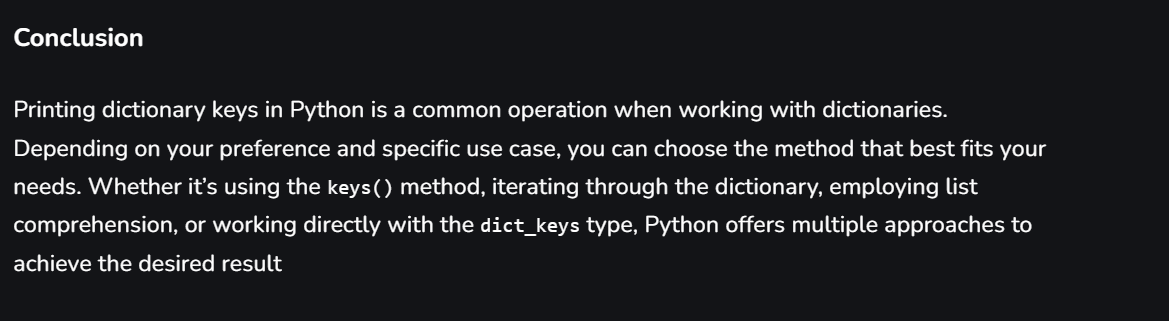 Conclusion
Printing dictionary keys in Python is a common operation when working with dictionaries.
Depending on your preference and specific use case, you can choose the method that best fits your
needs. Whether it’s using the keys() method, iterating through the dictionary, employing list
comprehension, or working directly with the dict_keys type, Python offers multiple approaches to
achieve the desired result